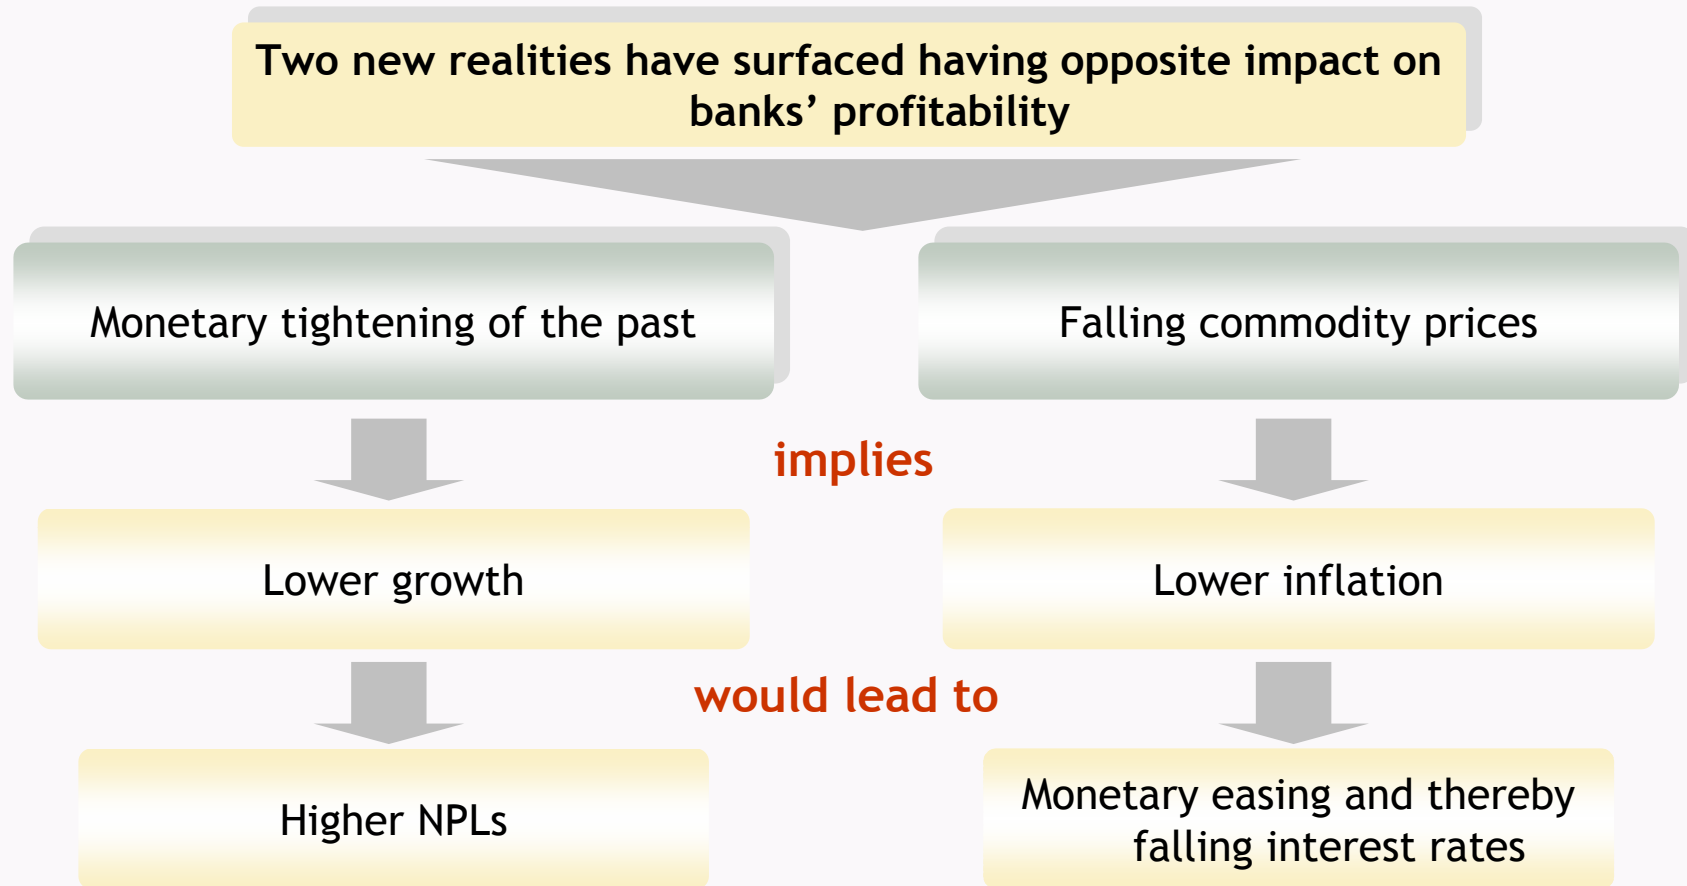 Two new realities have surfaced having opposite impact on
banks’ profitability
Monetary tightening of the past
Falling commodity prices
implies
Lower growth
Lower inflation
would lead to
Higher NPLs
Monetary easing and thereby
falling interest rates